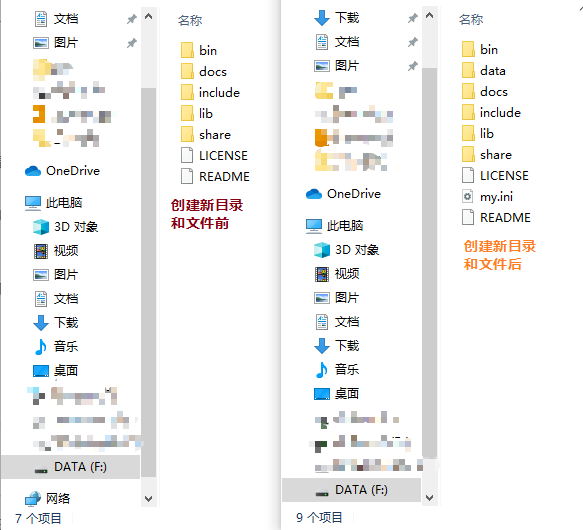 文档
图片
OneDrive
此电脑
3D 对象
视频
图片
文档
下载
音乐
桌面
DATA (F:)
网络
7 个项目
名称
bin
docs
include
lib
share
LICENSE
README
创建新目录
和文件前
下载
文档
图片
OneDrive
此电脑
3D 对象
视频
图片
文档
下载
音乐
桌面
DATA (F:)
9 个项目
名称
bin
data
docs
include
lib
share
LICENSE
my.ini
README
创建新目录
和文件后